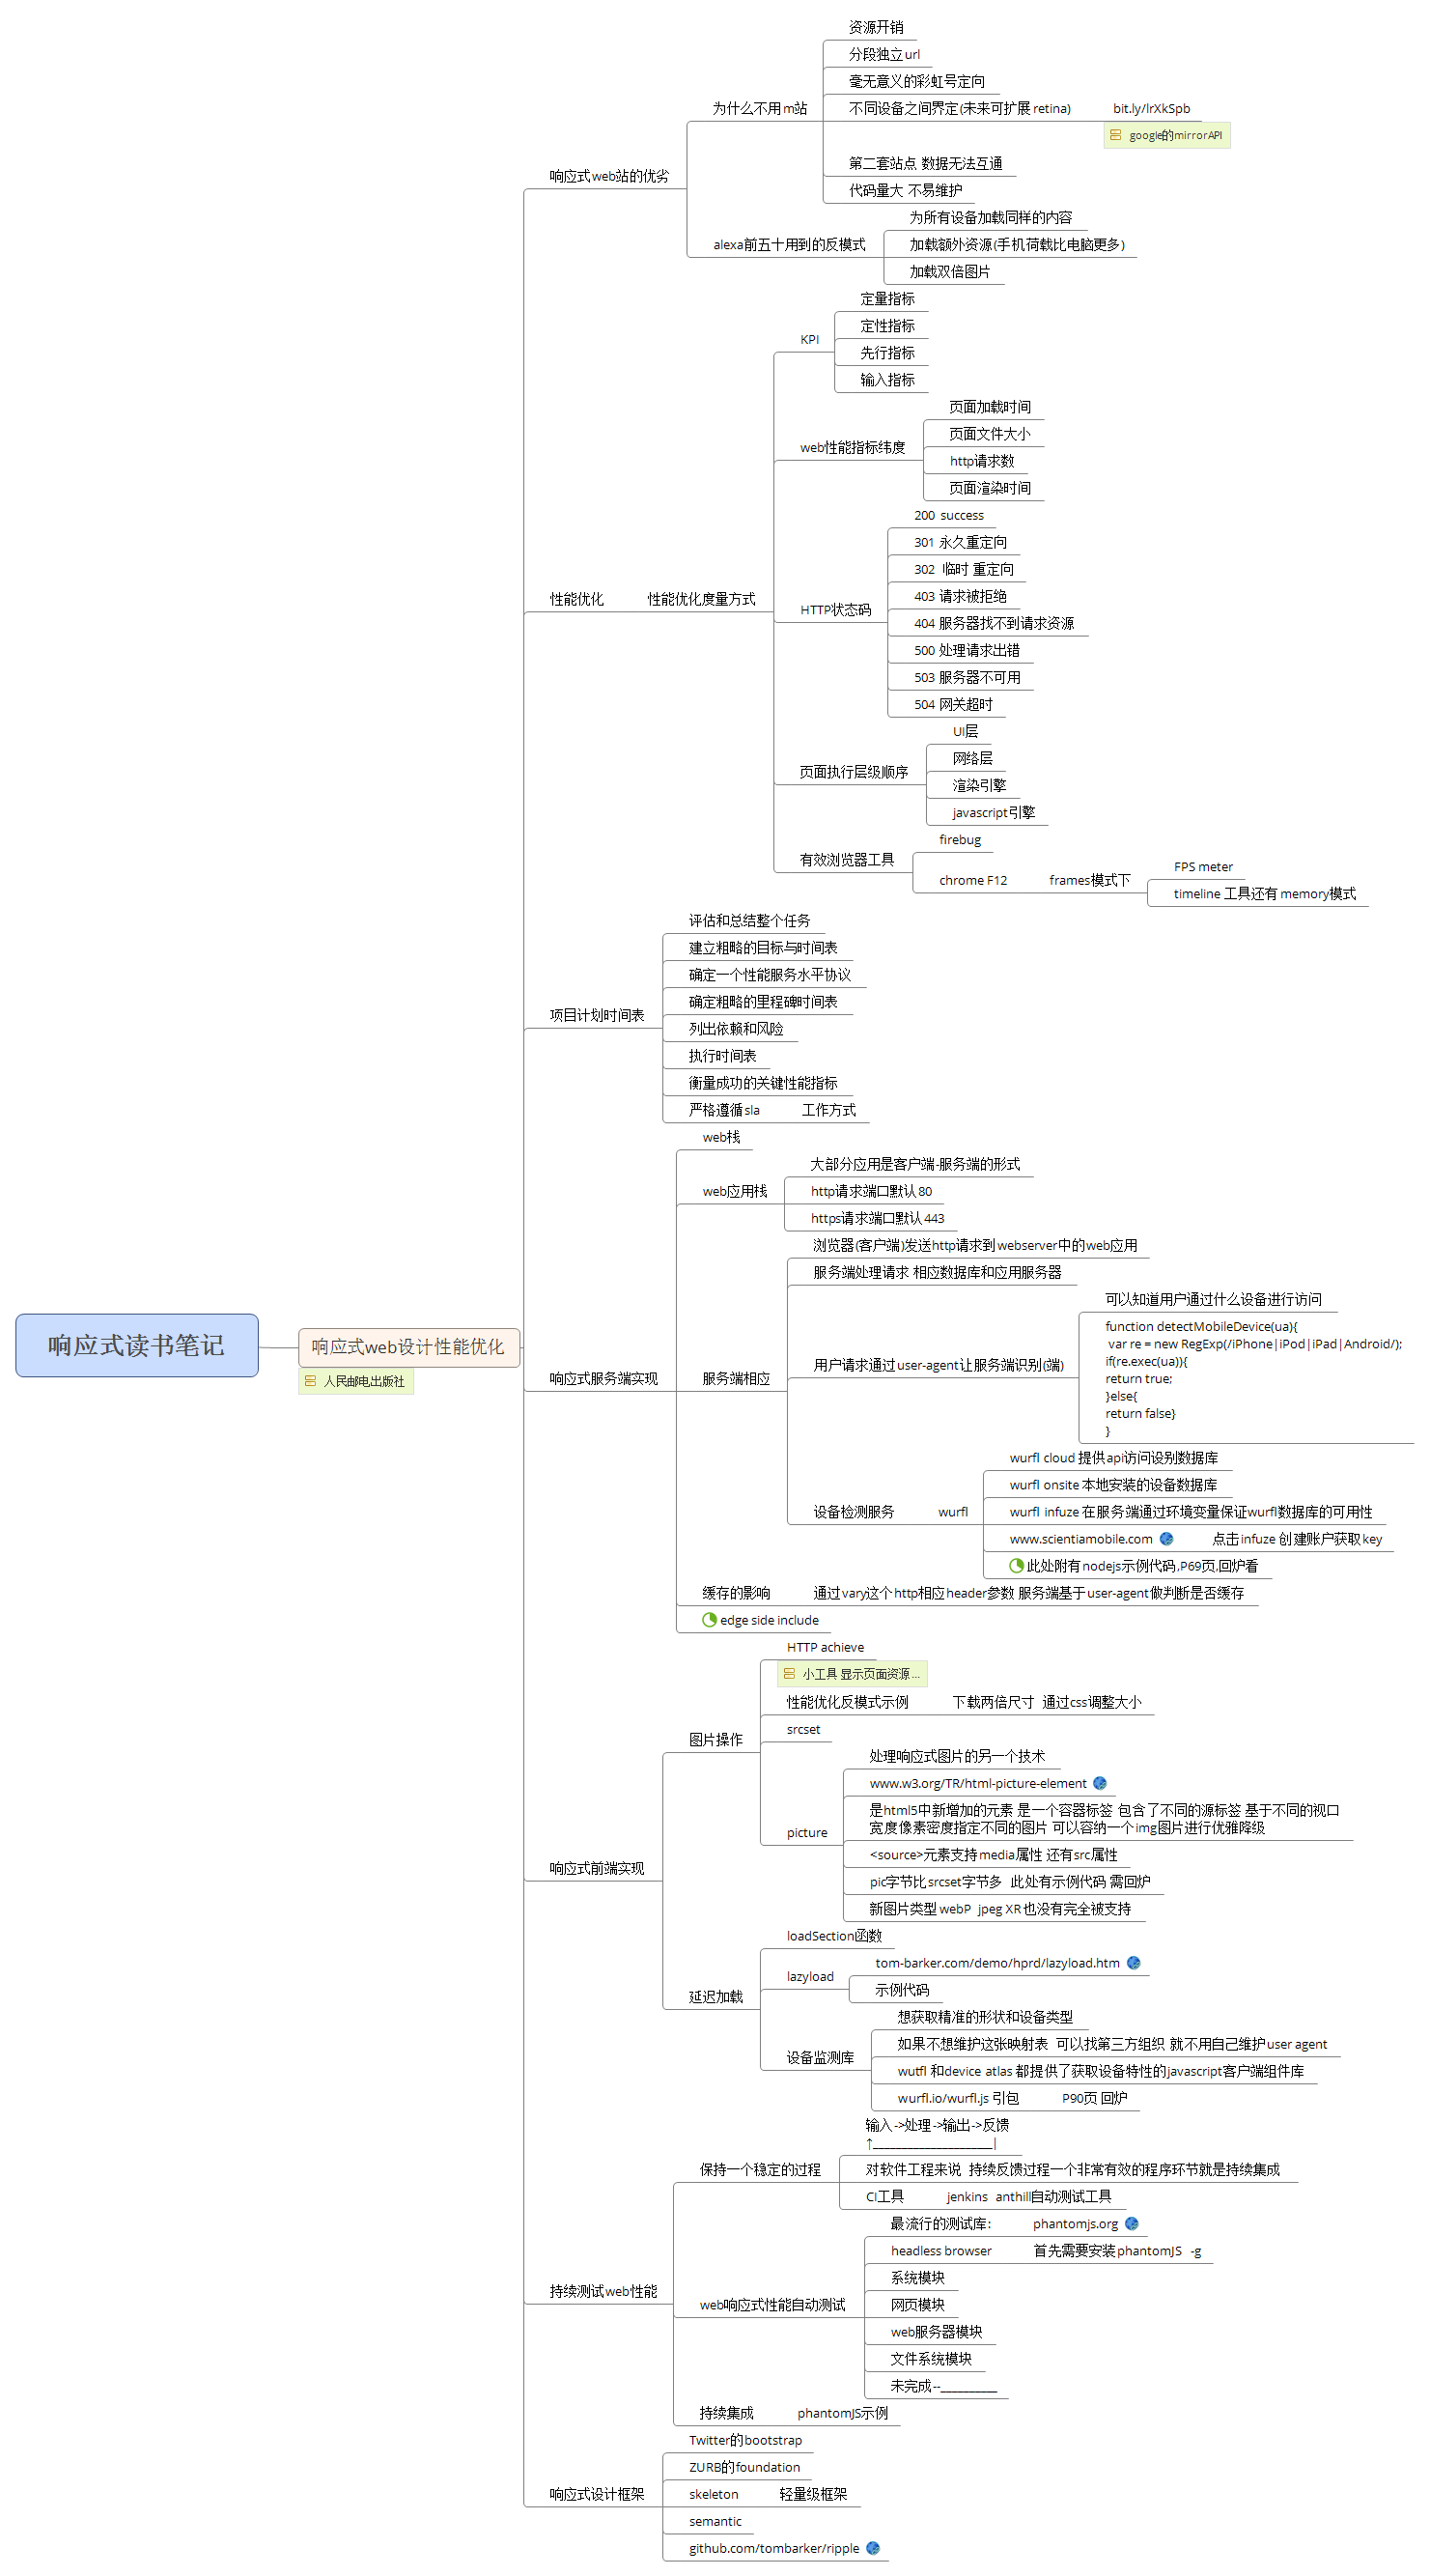 响应式读书笔记
响应式web设计性能优化
人民邮电出版社
响应式web站的优劣
为什么不用m站
资源开销
分段独立url
毫无意义的彩虹号定向
不同设备之间界定(未来可扩展retina)
bit.ly/lrXkSpb
google的mirrorAPI
第二套站点 数据无法互通
代码量大 不易维护
alexa前五十用到的反模式
为所有设备加载同样的内容
加载额外资源(手机荷载比电脑更多)
加载双倍图片
性能优化
性能优化度量方式
KPI
定量指标
定性指标
先行指标
输入指标
web性能指标纬度
页面加载时间
页面文件大小
http请求数
页面渲染时间
HTTP状态码
200 success
301 永久重定向
302 临时 重定向
403 请求被拒绝
404 服务器找不到请求资源
500 处理请求出错
503 服务器不可用
504 网关超时
页面执行层级顺序
UI层
网络层
渲染引擎
javascript引擎
有效浏览器工具
firebug
chrome F12
frames模式下
FPS meter
timeline 工具还有memory模式
项目计划时间表
评估和总结整个任务
建立粗略的目标与时间表
确定一个性能服务水平协议
确定粗略的里程碑时间表
列出依赖和风险
执行时间表
衡量成功的关键性能指标
严格遵循sla
工作方式
响应式服务端实现
web栈
web应用栈
大部分应用是客户端-服务端的形式
http请求端口默认80
https请求端口默认443
服务端相应
浏览器(客户端)发送http请求到webserver中的web应用
服务端处理请求 相应数据库和应用服务器
用户请求通过user-agent让服务端识别(端)
可以知道用户通过什么设备进行访问
function detectMobileDevice(ua){
var re = new RegExp(/iPhone|iPod|iPad|Android/);
if(re.exec(ua)){
return true;
}else{
return false}
}
设备检测服务
wurfl
wurfl cloud 提供api访问设别数据库
wurfl onsite 本地安装的设备数据库
wurfl infuze 在服务端通过环境变量保证wurfl数据库的可用性
www.scientiamobile.com
点击infuze 创建账户获取key
此处附有nodejs示例代码,P69页,回炉看
缓存的影响
通过vary这个http相应header参数 服务端基于user-agent做判断是否缓存
edge side include
响应式前端实现
图片操作
HTTP achieve
小工具 显示页面资源...
性能优化反模式示例
下载两倍尺寸 通过css调整大小
srcset
picture
处理响应式图片的另一个技术
www.w3.org/TR/html-picture-element
是html5中新增加的元素 是一个容器标签 包含了不同的源标签 基于不同的视口
宽度像素密度指定不同的图片 可以容纳一个img图片进行优雅降级
<source>元素支持media属性 还有src属性
pic字节比srcset字节多 此处有示例代码 需回炉
新图片类型 webP jpeg XR也没有完全被支持
延迟加载
loadSection函数
lazyload
tom-barker.com/demo/hprd/lazyload.htm
示例代码
设备监测库
想获取精准的形状和设备类型
如果不想维护这张映射表 可以找第三方组织 就不用自己维护user agent
wutfl 和device atlas 都提供了获取设备特性的javascript客户端组件库
wurfl.io/wurfl.js 引包
P90页 回炉
持续测试web性能
保持一个稳定的过程
输入->处理->输出->反馈
↑____________________|
对软件工程来说 持续反馈过程一个非常有效的程序环节就是持续集成
CI工具
jenkins anthill自动测试工具
web响应式性能自动测试
最流行的测试库:
phantomjs.org
headless browser
首先需要安装phantomJS -g
系统模块
网页模块
web服务器模块
文件系统模块
未完成--_________
持续集成
phantomJS示例
响应式设计框架
Twitter的bootstrap
ZURB的foundation
skeleton
轻量级框架
semantic
github.com/tombarker/ripple